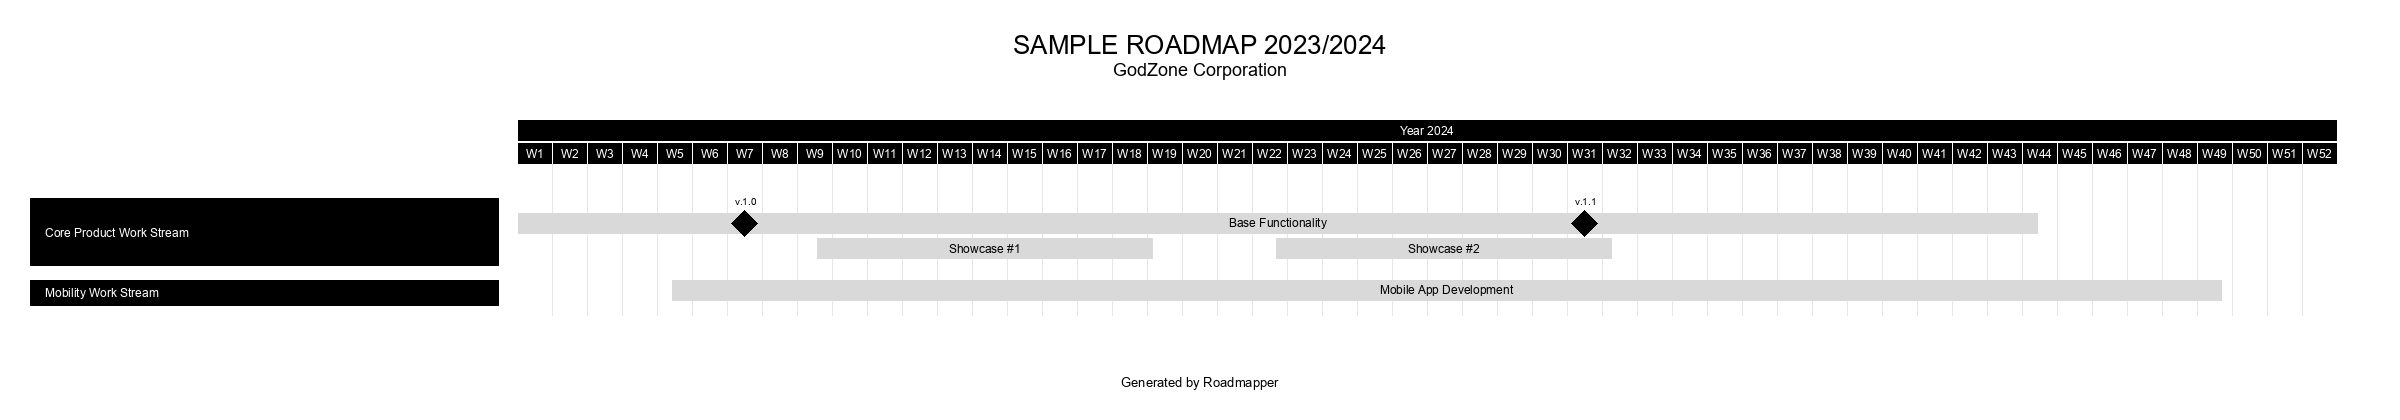 SAMPLE ROADMAP 2023/2024
GodZone Corporation
Year 2024
W1 W2 W3 W4 W5 W6 W7 W8 W9 W10 W11 W12 W13 W14 W15 W16 W17 W18 W19 W20 W21 W22 W23 W24 W25 W26 W27 W28 W29 W30 W31 W32 W33 W34 W35 W36 W37 W38 W39 W40 W41 W42 W43 W44 W45 W46 W47 W48 W49 W50 W51 W52
v.1.0 v.1.1
Core Product Work Stream
Base Functionality
Showcase #1 Showcase #2
Mobility Work Stream
Mobile App Development
Generated by Roadmapper